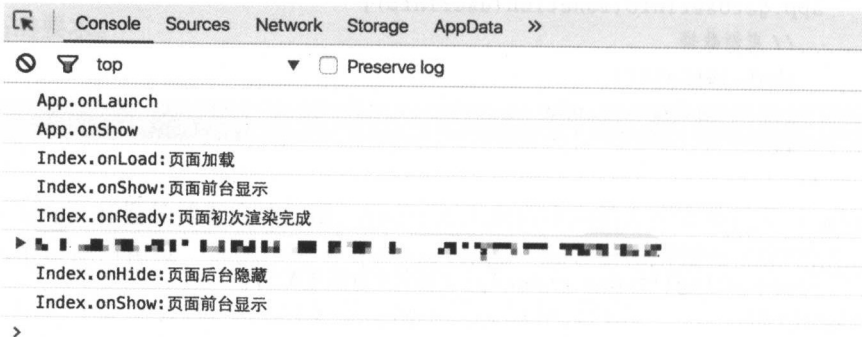 Console Sources Network Storage AppData »
top ▼ Preserve log
App.onLaunch
App.onShow
Index.onLoad:页面加载
Index.onShow:页面前台显示
Index.onReady:页面初次渲染完成
Index.onHide:页面后台隐藏
Index.onShow:页面前台显示
>